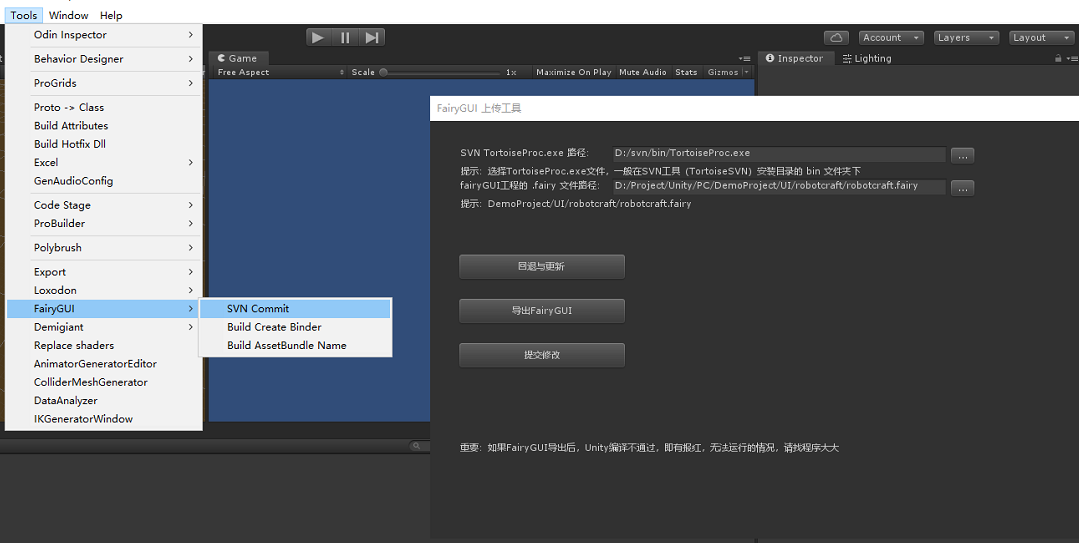 Tools Window Help
Odin Inspector
Behavior Designer
ProGrids
Proto -> Class
Build Attributes
Build Hotfix Dll
Excel
GenAudioConfig
Code Stage
ProBuilder
Polybrush
Export
Loxodon
FairyGUI
Demigiant
Replace shaders
AnimatorGeneratorEditor
ColliderMeshGenerator
DataAnalyzer
IKGeneratorWindow
SVN Commit
Build Create Binder
Build AssetBundle Name
Account Layers Layout
Game
Free Aspect Scale 1x Maximize On Play Mute Audio Stats Gizmos
Inspector Lighting
FairyGUI 上传工具
SVN TortoiseProc.exe 路径: D:/svn/bin/TortoiseProc.exe ...
提示: 选择TortoiseProc.exe文件，一般在SVN工具（TortoiseSVN）安装目录的 bin 文件夹下
fairyGUI工程的 .fairy 文件路径: D:/Project/Unity/PC/DemoProject/UI/robotcraft/robotcraft.fairy ...
提示: DemoProject/UI/robotcraft/robotcraft.fairy
回退与更新
导出FairyGUI
提交修改
重要: 如果FairyGUI导出后，Unity编译不通过，即有报红，无法运行的情况，请找程序大大